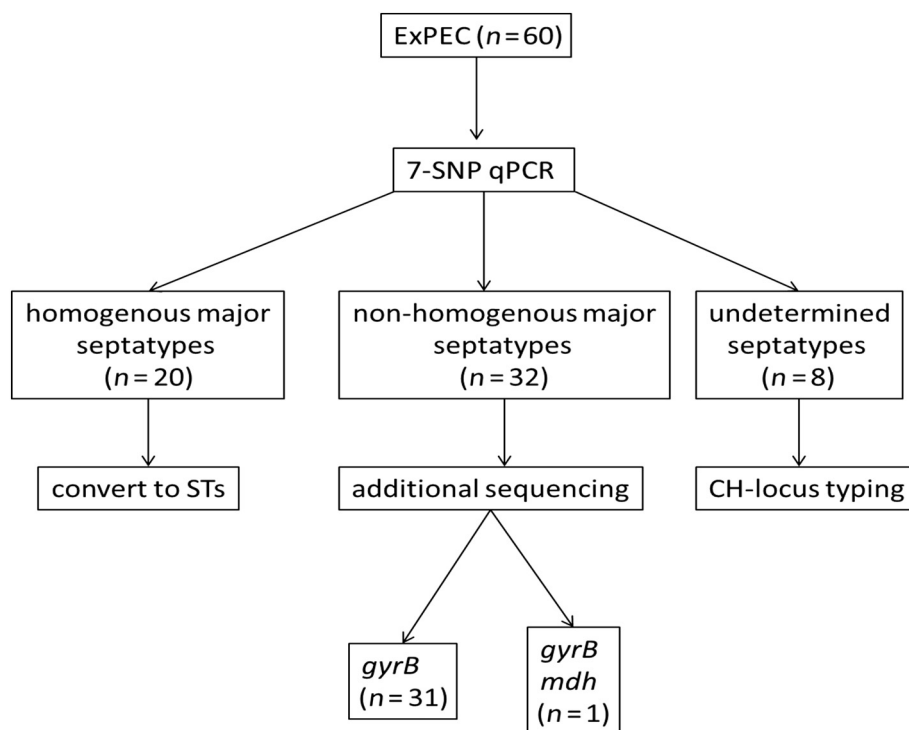 ExPEC (n=60)
7-SNP qPCR
homogenous major
septatypes
(n=20)
non-homogenous major
septatypes
(n=32)
undetermined
septatypes
(n=8)
convert to STs
additional sequencing
CH-locus typing
gyrB
(n=31)
gyrB
mdh
(n=1)